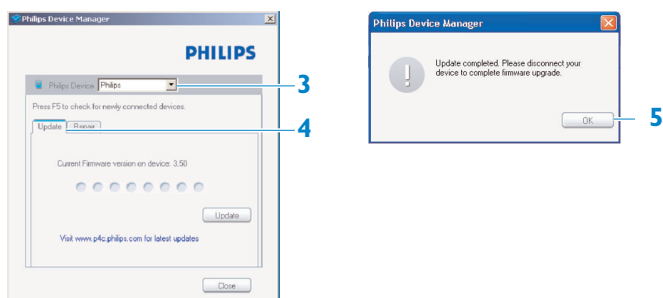 Philips Device Manager
PHILIPS
Philips Device Philips
3
Press F5 to check for newly connected devices.
Update Repair
4
Current Firmware version on device: 3.50
Update
Visit www.p4c.philips.com for latest updates
Close
Philips Device Manager
Update completed. Please disconnect your
device to complete firmware upgrade.
OK
5